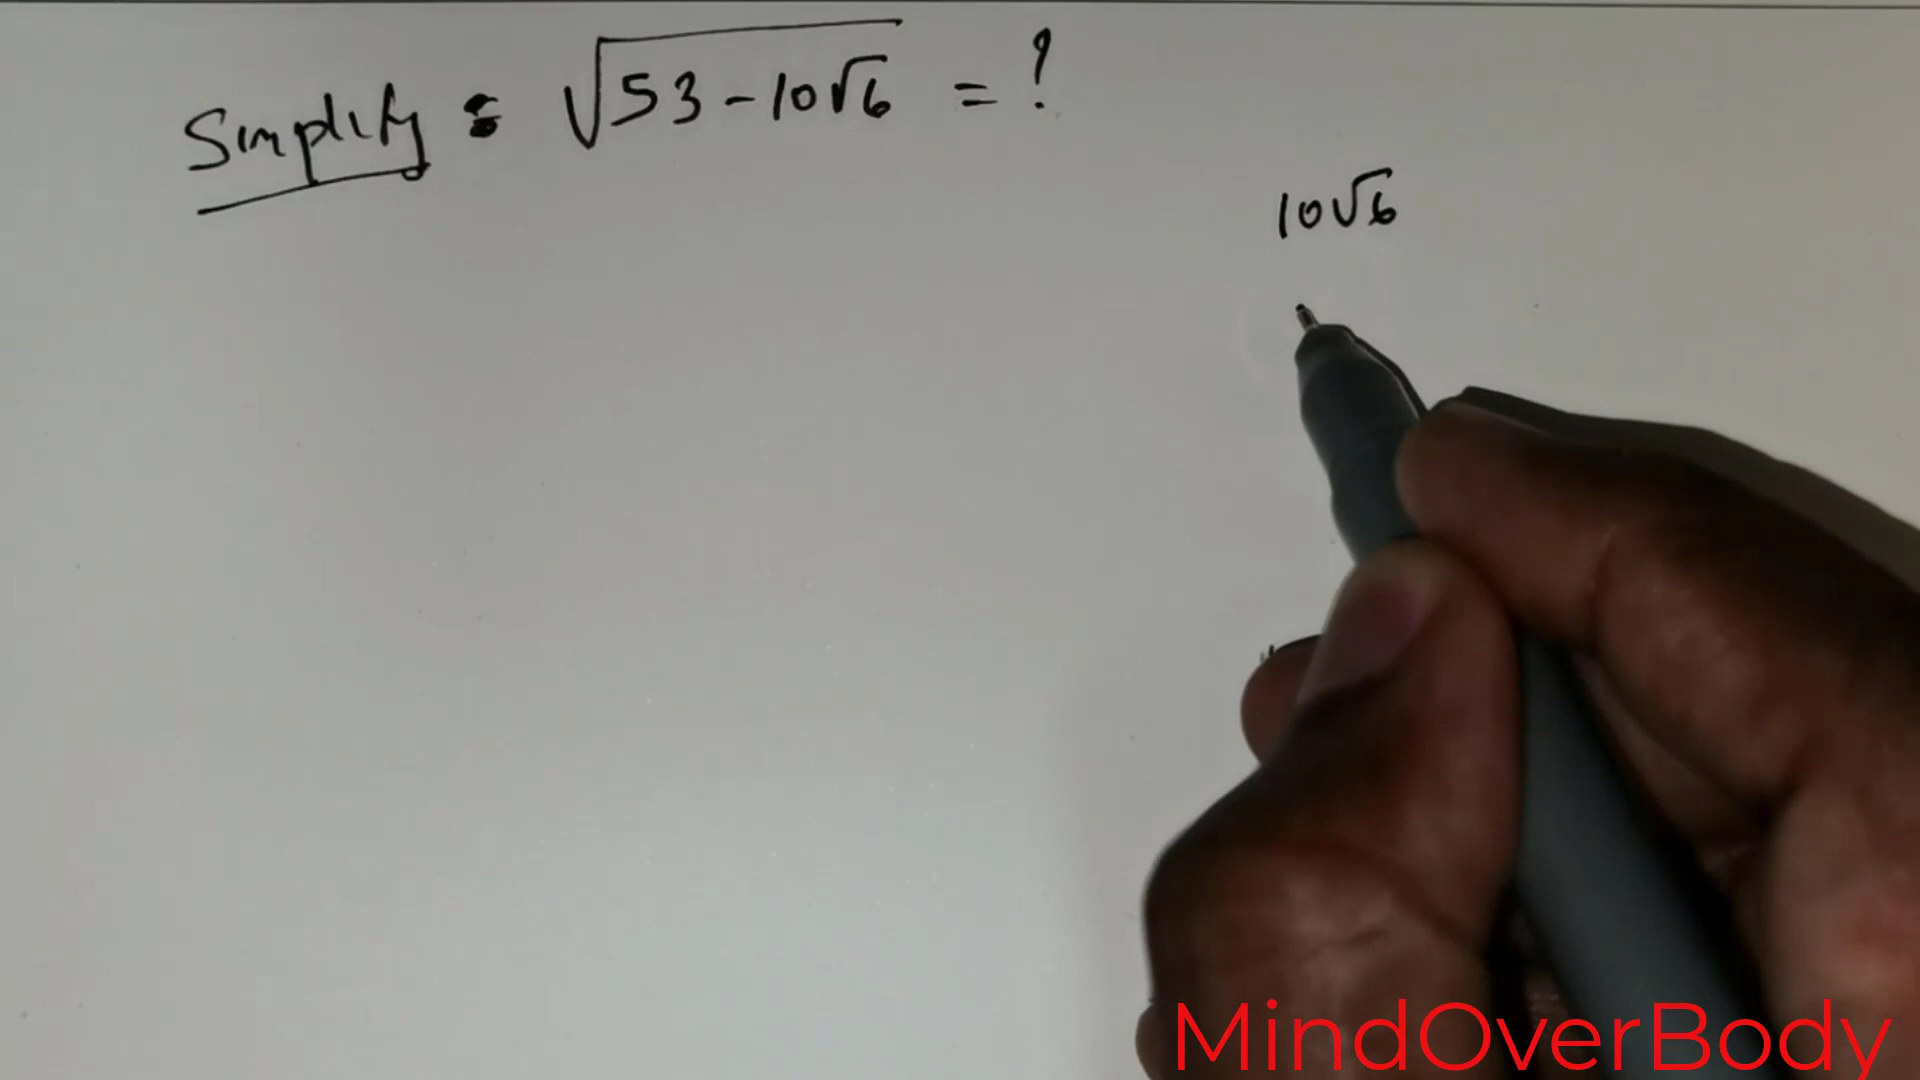 Simplify : √53-10√6 = ?
10√6
MindOverBody